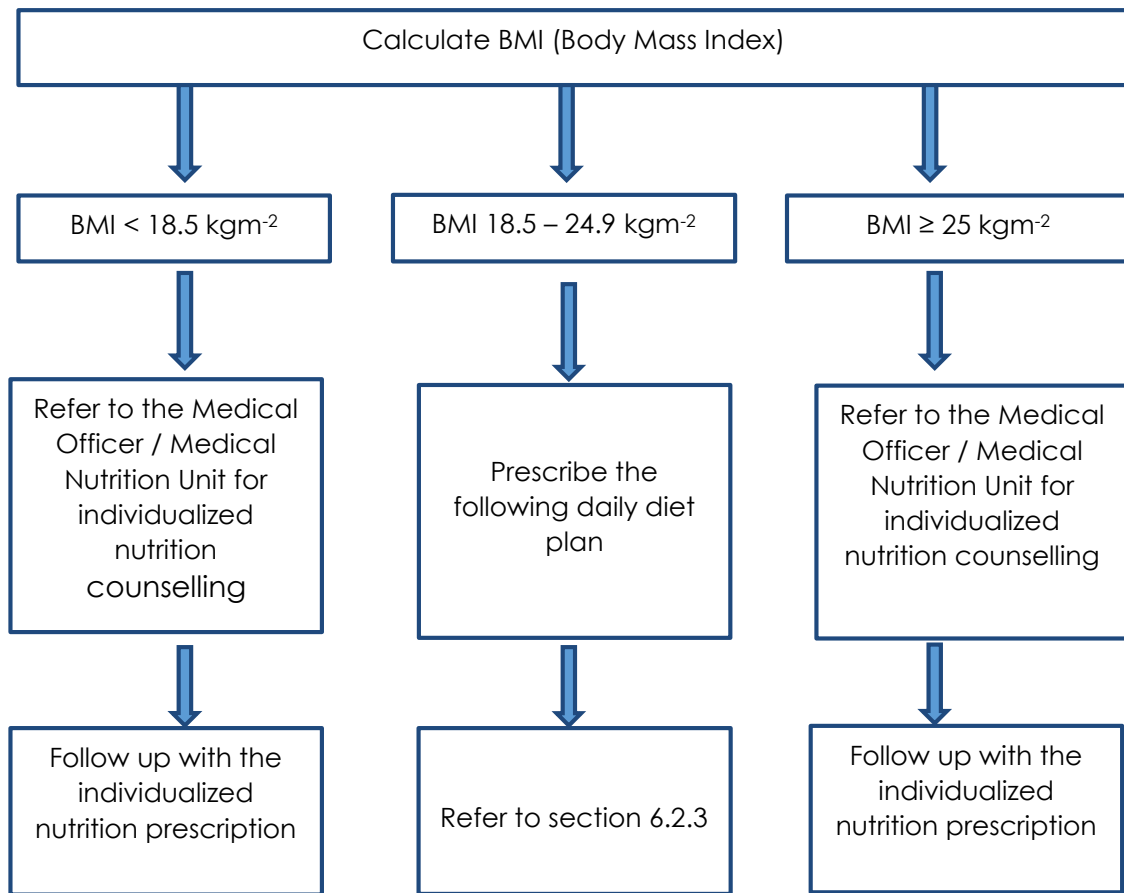 Calculate BMI (Body Mass Index)
BMI < 18.5 kgm⁻²
BMI 18.5 – 24.9 kgm⁻²
BMI ≥ 25 kgm⁻²
Refer to the Medical
Officer / Medical
Nutrition Unit for
individualized
nutrition
counselling
Prescribe the
following daily diet
plan
Refer to the Medical
Officer / Medical
Nutrition Unit for
individualized
nutrition counselling
Follow up with the
individualized
nutrition prescription
Refer to section 6.2.3
Follow up with the
individualized
nutrition prescription